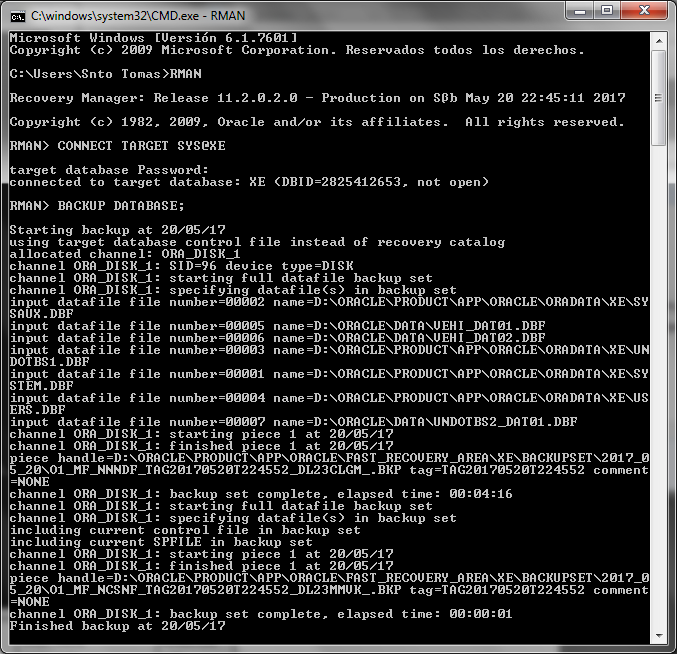 C:\windows\system32\CMD.exe - RMAN
Microsoft Windows [Versión 6.1.7601]
Copyright (c) 2009 Microsoft Corporation. Reservados todos los derechos.
C:\Users\Snto Tomas>RMAN
Recovery Manager: Release 11.2.0.2.0 - Production on Sβb May 20 22:45:11 2017
Copyright (c) 1982, 2009, Oracle and/or its affiliates.  All rights reserved.
RMAN> CONNECT TARGET SYS@XE
target database Password:
connected to target database: XE (DBID=2825412653, not open)
RMAN> BACKUP DATABASE;
Starting backup at 20/05/17
using target database control file instead of recovery catalog
allocated channel: ORA_DISK_1
channel ORA_DISK_1: SID=96 device type=DISK
channel ORA_DISK_1: starting full datafile backup set
channel ORA_DISK_1: specifying datafile(s) in backup set
input datafile file number=00002 name=D:\ORACLE\PRODUCT\APP\ORACLE\ORADATA\XE\SY
SAUX.DBF
input datafile file number=00005 name=D:\ORACLE\DATA\VEHI_DAT01.DBF
input datafile file number=00006 name=D:\ORACLE\DATA\VEHI_DAT02.DBF
input datafile file number=00003 name=D:\ORACLE\PRODUCT\APP\ORACLE\ORADATA\XE\UN
DOTBS1.DBF
input datafile file number=00001 name=D:\ORACLE\PRODUCT\APP\ORACLE\ORADATA\XE\SY
STEM.DBF
input datafile file number=00004 name=D:\ORACLE\PRODUCT\APP\ORACLE\ORADATA\XE\US
ERS.DBF
input datafile file number=00007 name=D:\ORACLE\DATA\UNDOTBS2_DAT01.DBF
channel ORA_DISK_1: starting piece 1 at 20/05/17
channel ORA_DISK_1: finished piece 1 at 20/05/17
piece handle=D:\ORACLE\PRODUCT\APP\ORACLE\FAST_RECOVERY_AREA\XE\BACKUPSET\2017_0
5_20\O1_MF_NNNDF_TAG20170520T224552_DL23CLGM_.BKP tag=TAG20170520T224552 comment
=NONE
channel ORA_DISK_1: backup set complete, elapsed time: 00:04:16
channel ORA_DISK_1: starting full datafile backup set
channel ORA_DISK_1: specifying datafile(s) in backup set
including current control file in backup set
including current SPFILE in backup set
channel ORA_DISK_1: starting piece 1 at 20/05/17
channel ORA_DISK_1: finished piece 1 at 20/05/17
piece handle=D:\ORACLE\PRODUCT\APP\ORACLE\FAST_RECOVERY_AREA\XE\BACKUPSET\2017_0
5_20\O1_MF_NCSNF_TAG20170520T224552_DL23MMVK_.BKP tag=TAG20170520T224552 comment
=NONE
channel ORA_DISK_1: backup set complete, elapsed time: 00:00:01
Finished backup at 20/05/17